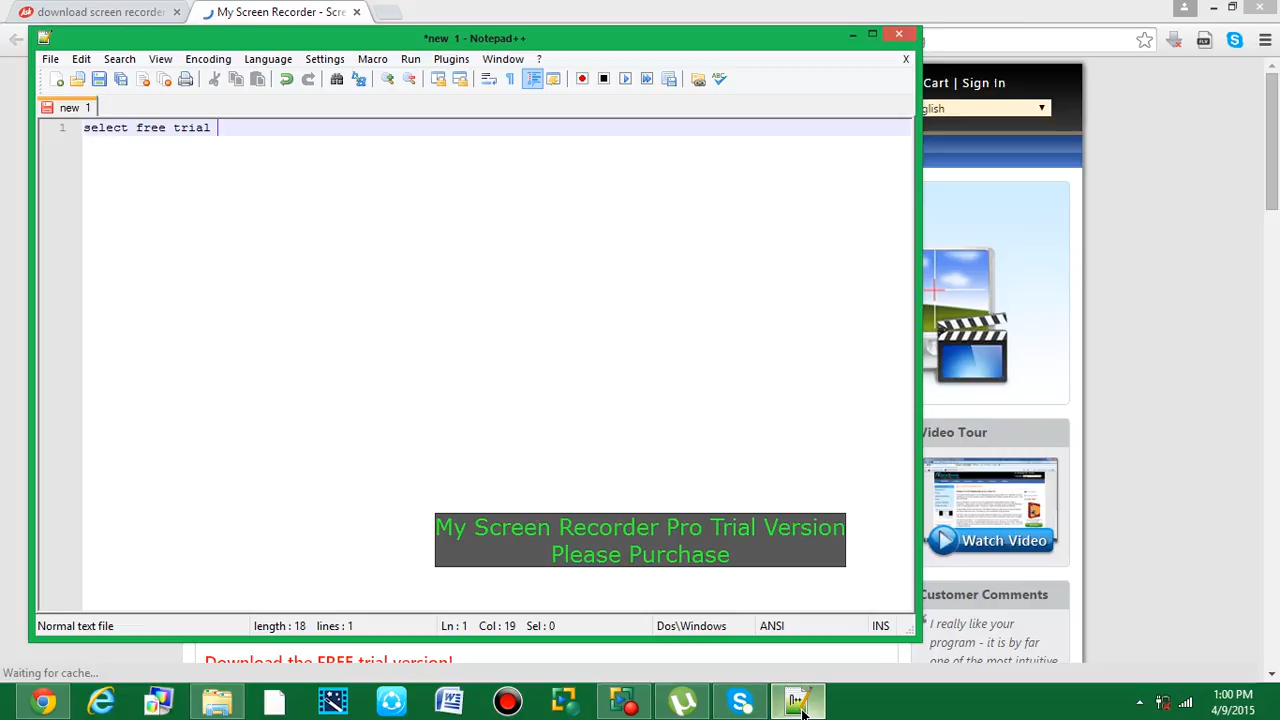 download screen recorder
My Screen Recorder - Scre
*new 1 - Notepad++
File Edit Search View Encoding Language Settings Macro Run Plugins Window ?
X
new 1
1 select free trial
Cart | Sign In
glish
Video Tour
Watch Video
My Screen Recorder Pro Trial Version
Please Purchase
Customer Comments
I really like your
program - it is by far
one of the most intuitive
Normal text file length : 18 lines : 1 Ln : 1 Col : 19 Sel : 0 Dos\Windows ANSI INS
Download the FREE trial version!
Waiting for cache...
1:00 PM
4/9/2015